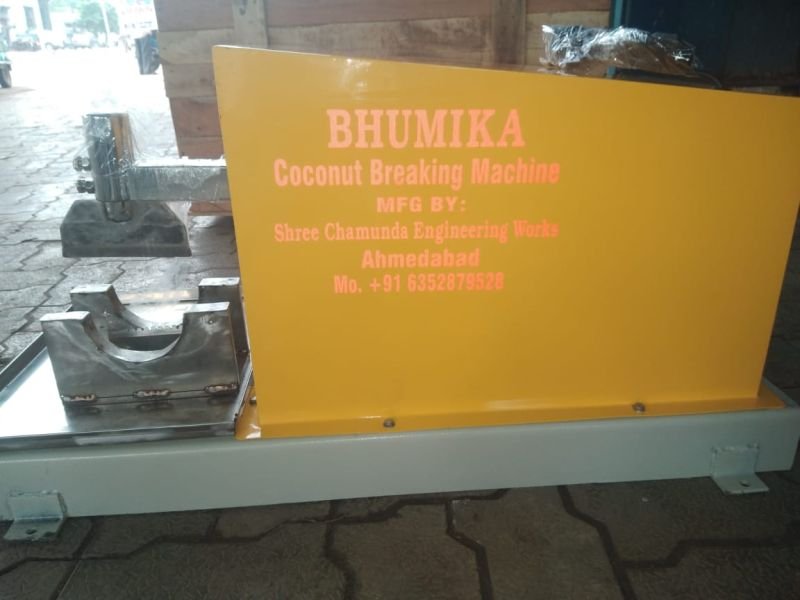 BHUMIKA
Coconut Breaking Machine
MFG BY:
Shree Chamunda Engineering Works
Ahmedabad
Mo. +91 6352879528